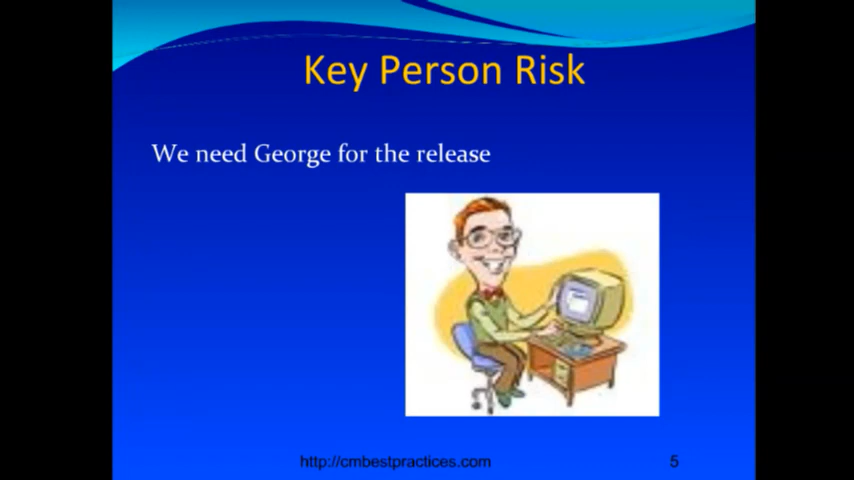 Key Person Risk
We need George for the release
http://cmbestpractices.com
5